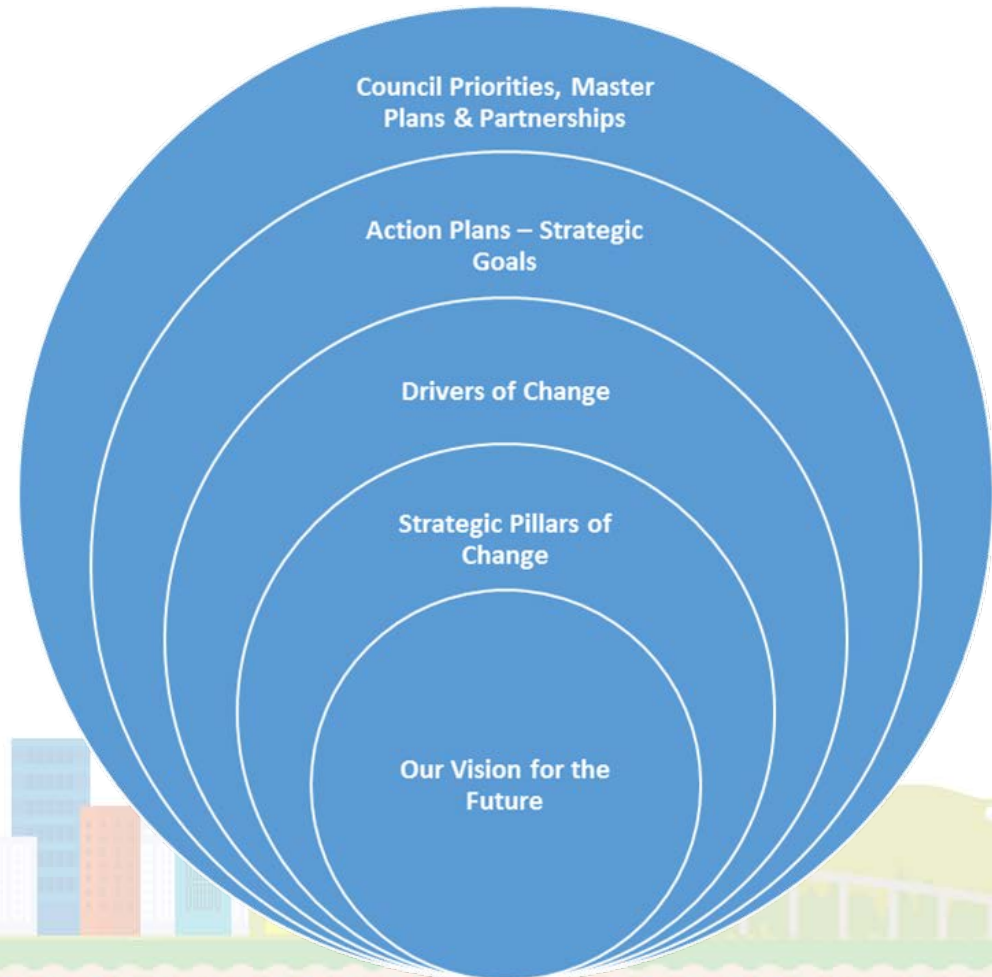 Council Priorities, Master
Plans & Partnerships
Action Plans – Strategic
Goals
Drivers of Change
Strategic Pillars of
Change
Our Vision for the
Future